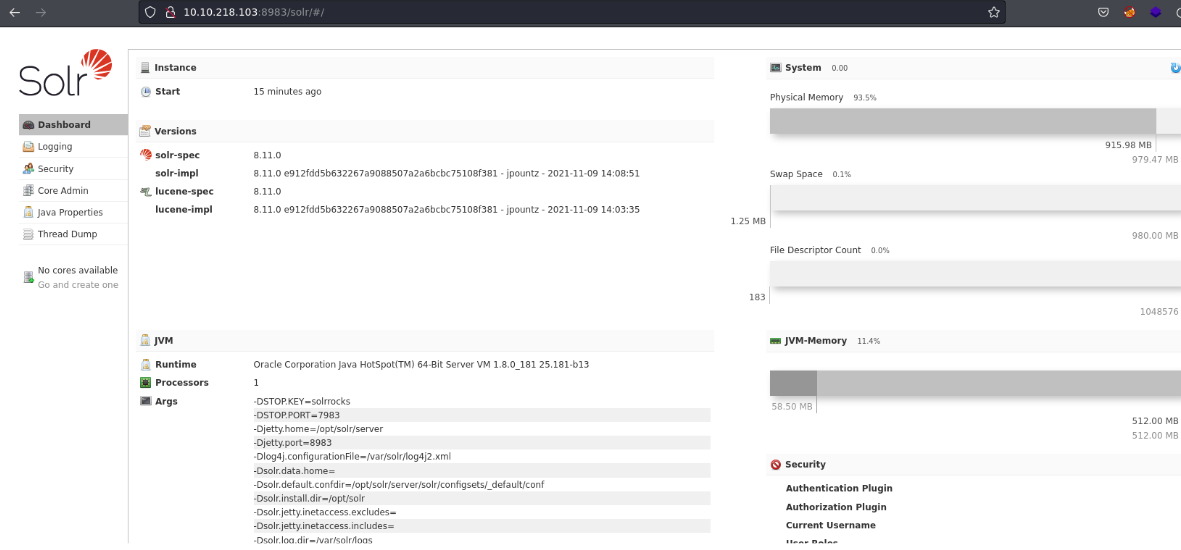 10.10.218.103:8983/solr/#/
Solr
Dashboard
Logging
Security
Core Admin
Java Properties
Thread Dump
No cores available
Go and create one
Instance
Start 15 minutes ago
Versions
solr-spec 8.11.0
solr-impl 8.11.0 e912fdd5b632267a9088507a2a6bcbc75108f381 - jpountz - 2021-11-09 14:08:51
lucene-spec 8.11.0
lucene-impl 8.11.0 e912fdd5b632267a9088507a2a6bcbc75108f381 - jpountz - 2021-11-09 14:03:35
JVM
Runtime Oracle Corporation Java HotSpot(TM) 64-Bit Server VM 1.8.0_181 25.181-b13
Processors 1
Args -DSTOP.KEY=solrrocks
-DSTOP.PORT=7983
-Djetty.home=/opt/solr/server
-Djetty.port=8983
-Dlog4j.configurationFile=/var/solr/log4j2.xml
-Dsolr.data.home=
-Dsolr.default.confdir=/opt/solr/server/solr/configsets/_default/conf
-Dsolr.install.dir=/opt/solr
-Dsolr.jetty.inetaccess.excludes=
-Dsolr.jetty.inetaccess.includes=
-Dsolr.log.dir=/var/solr/logs
System 0.00
Physical Memory 93.5%
915.98 MB
979.47 MB
Swap Space 0.1%
1.25 MB
980.00 MB
File Descriptor Count 0.0%
183
1048576
JVM-Memory 11.4%
58.50 MB
512.00 MB
512.00 MB
Security
Authentication Plugin
Authorization Plugin
Current Username
User Roles